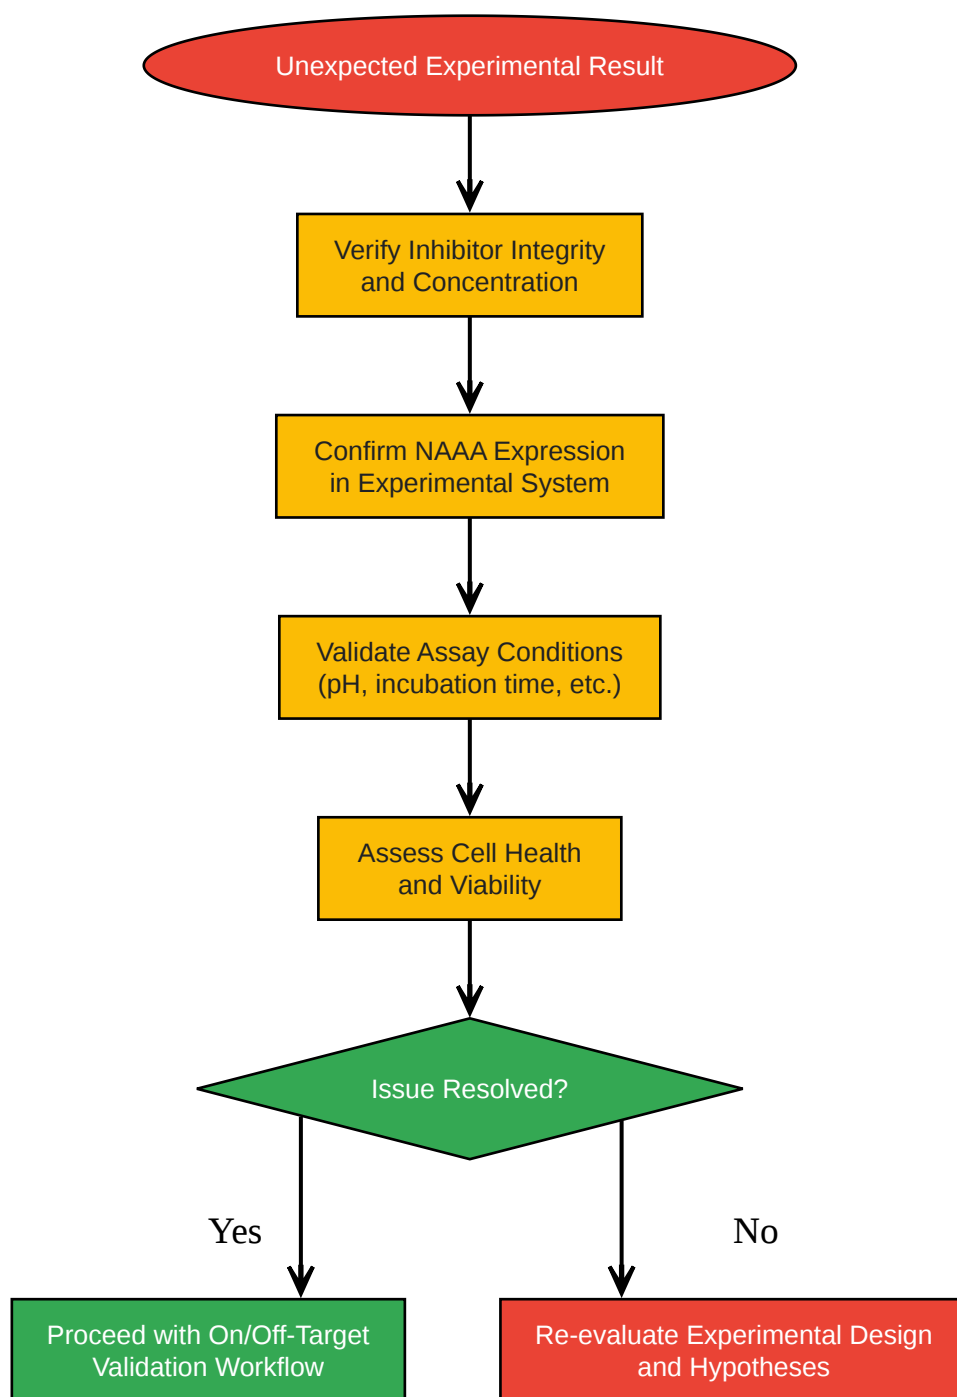 Unexpected Experimental Result
Verify Inhibitor Integrity
and Concentration
Confirm NAAA Expression
in Experimental System
Validate Assay Conditions
(pH, incubation time, etc.)
Assess Cell Health
and Viability
Issue Resolved?
Yes
No
Proceed with On/Off-Target
Validation Workflow
Re-evaluate Experimental Design
and Hypotheses